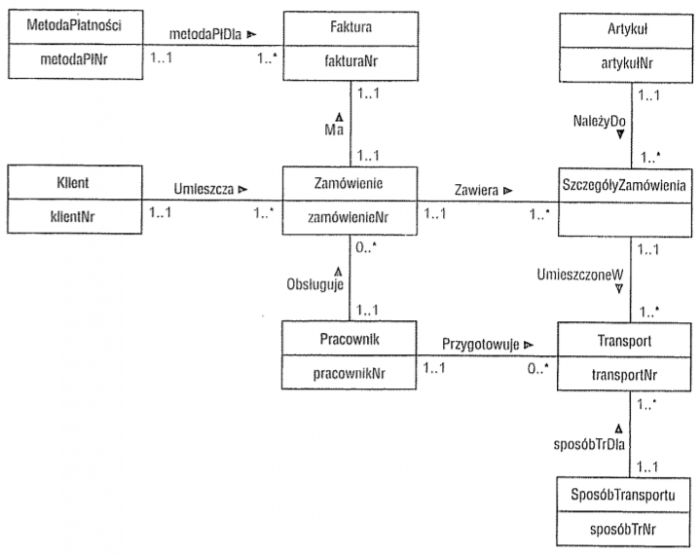 MetodaPłatności
metodaPłDla
Faktura
Artykuł
metodaPłNr
1..1
1..*
fakturaNr
artykułNr
1..1
1..1
Ma
NależyDo
1..1
1..*
Klient
Umieszcza
Zamówienie
Zawiera
SzczegółyZamówienia
klientNr
1..1
1..*
zamówienieNr
1..1
1..*
0..*
1..1
Obsługuje
UmieszczoneW
1..1
1..*
Pracownik
Przygotowuje
Transport
pracownikNr
1..1
0..*
transportNr
1..*
sposóbTrDla
1..1
SposóbTransportu
sposóbTrNr